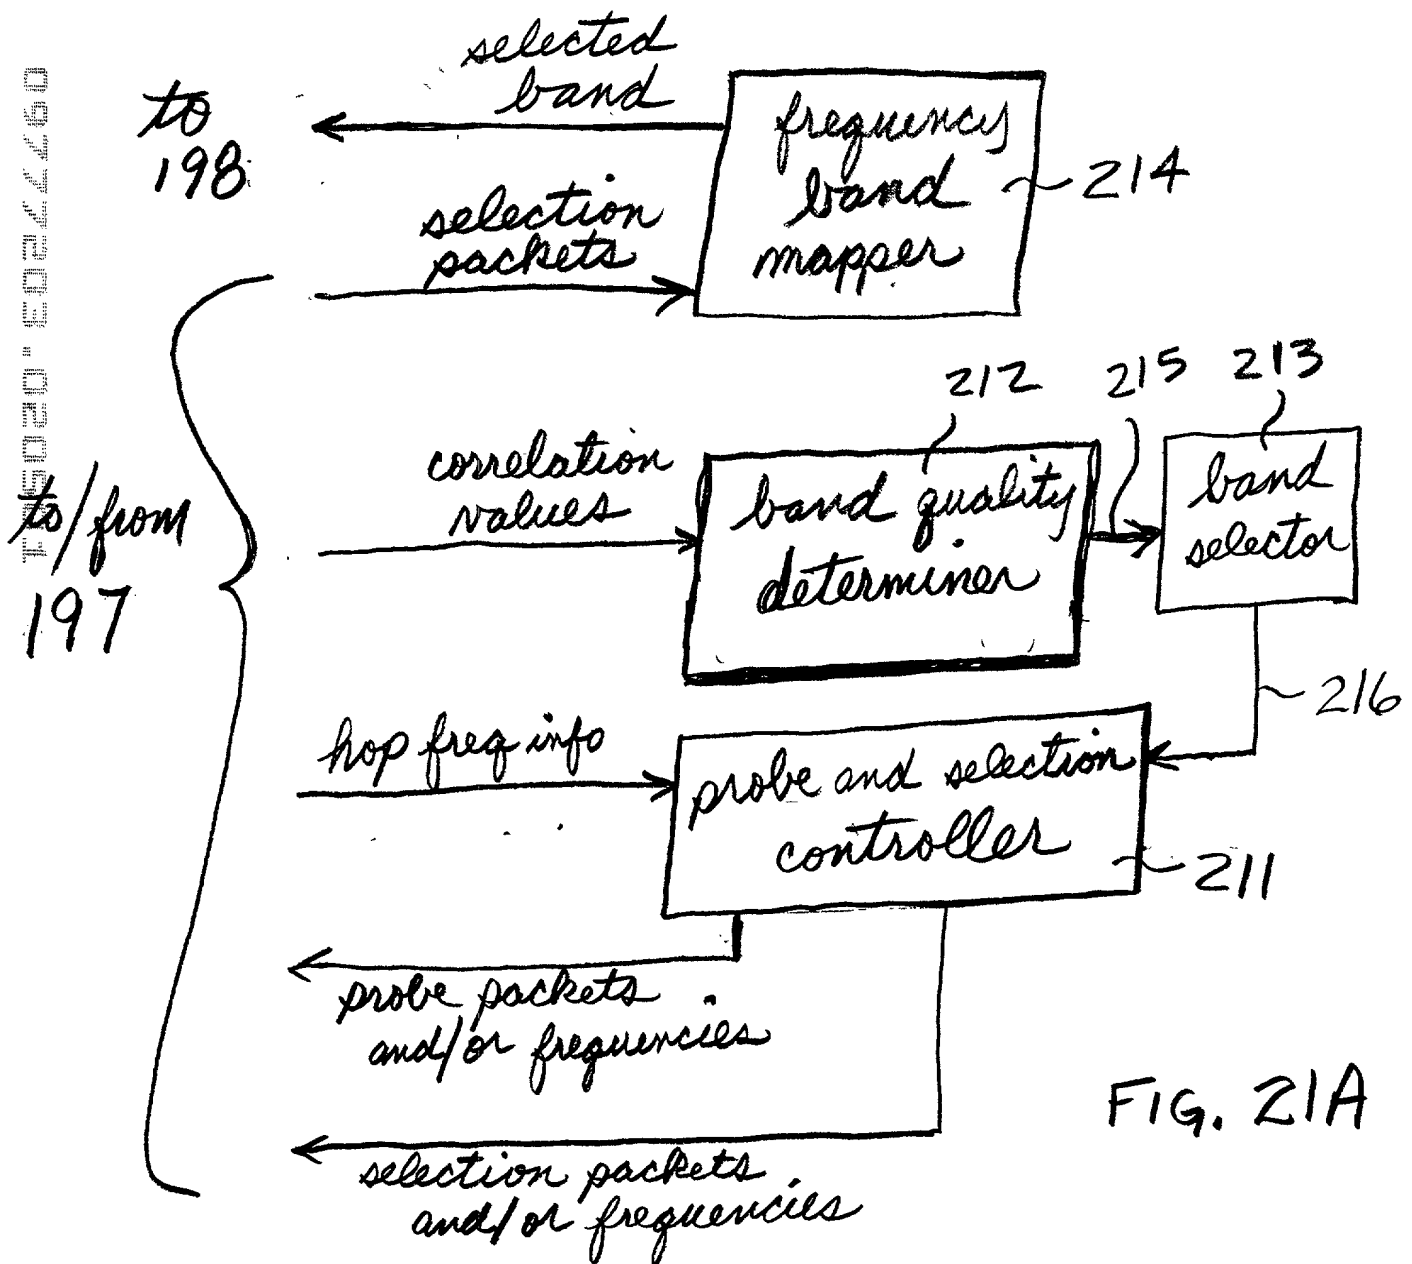 selected
band
to
198
frequency
band
mapper
214
selection
packets
212
215
213
correlation
values
band quality
determiner
band
selector
to/from
197
216
hop freq info
probe and selection
controller
211
probe packets
and/or frequencies
selection packets
and/or frequencies
FIG. 21A